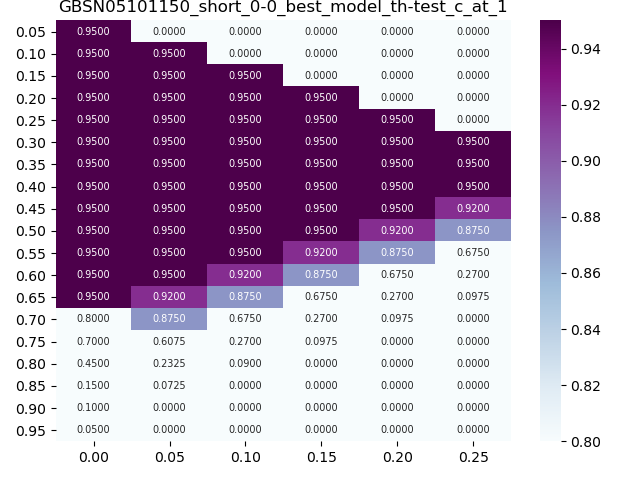 GBSN05101150_short_0-0_best_model_th-test_c_at_1
0.05 0.9500 0.0000 0.0000 0.0000 0.0000 0.0000
0.10 0.9500 0.9500 0.0000 0.0000 0.0000 0.0000
0.15 0.9500 0.9500 0.9500 0.0000 0.0000 0.0000
0.20 0.9500 0.9500 0.9500 0.9500 0.0000 0.0000
0.25 0.9500 0.9500 0.9500 0.9500 0.9500 0.0000
0.30 0.9500 0.9500 0.9500 0.9500 0.9500 0.9500
0.35 0.9500 0.9500 0.9500 0.9500 0.9500 0.9500
0.40 0.9500 0.9500 0.9500 0.9500 0.9500 0.9500
0.45 0.9500 0.9500 0.9500 0.9500 0.9500 0.9200
0.50 0.9500 0.9500 0.9500 0.9500 0.9200 0.8750
0.55 0.9500 0.9500 0.9500 0.9200 0.8750 0.6750
0.60 0.9500 0.9500 0.9200 0.8750 0.6750 0.2700
0.65 0.9500 0.9200 0.8750 0.6750 0.2700 0.0975
0.70 0.8000 0.8750 0.6750 0.2700 0.0975 0.0000
0.75 0.7000 0.6075 0.2700 0.0975 0.0000 0.0000
0.80 0.4500 0.2325 0.0900 0.0000 0.0000 0.0000
0.85 0.1500 0.0725 0.0000 0.0000 0.0000 0.0000
0.90 0.1000 0.0000 0.0000 0.0000 0.0000 0.0000
0.95 0.0500 0.0000 0.0000 0.0000 0.0000 0.0000
0.00 0.05 0.10 0.15 0.20 0.25
0.94
0.92
0.90
0.88
0.86
0.84
0.82
0.80